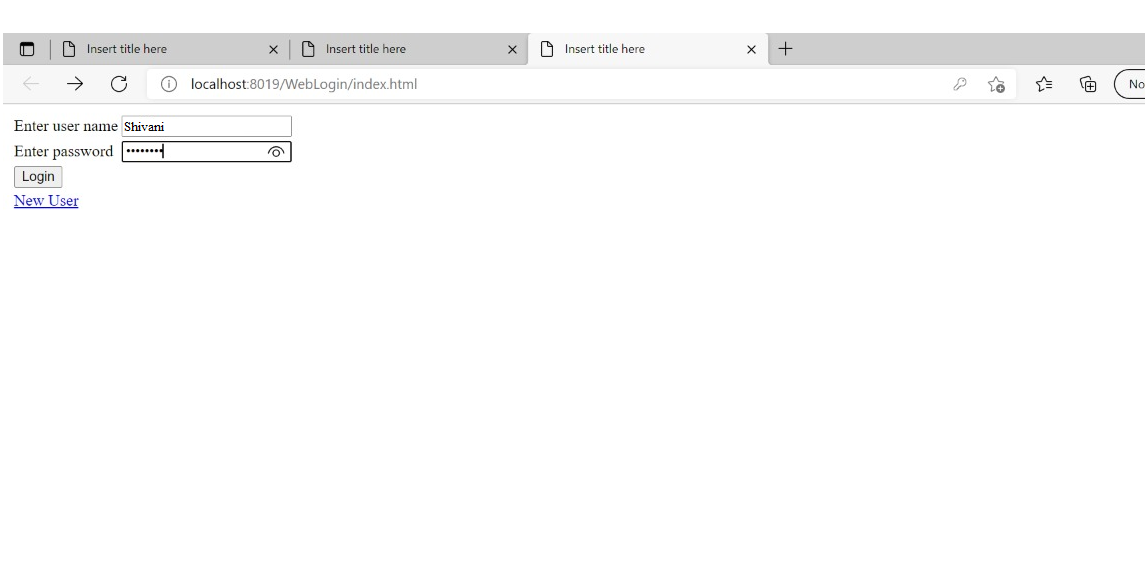 Insert title here Insert title here Insert title here
localhost:8019/WebLogin/index.html No
Enter user name Shivani
Enter password ••••••••
Login
New User